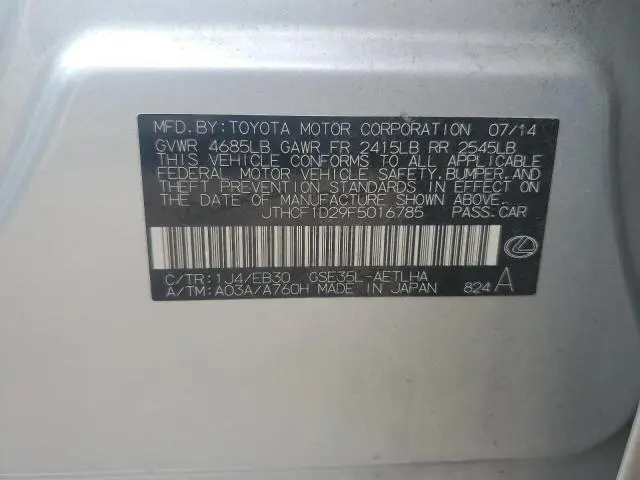 MFD. BY: TOYOTA MOTOR CORPORATION 07/14
GVWR 4685LB GAWR FR 2415LB RR 2545LB
THIS VEHICLE CONFORMS TO ALL APPLICABLE
FEDERAL MOTOR VEHICLE SAFETY, BUMPER, AND
THEFT PREVENTION STANDARDS IN EFFECT ON
THE DATE OF MANUFACTURE SHOWN ABOVE.
JTHCF1D29F5016785 PASS. CAR
C/TR: 1J4/EB30 GSE35L-AETLHA
A/TM: A03A/A760H MADE IN JAPAN 824 A